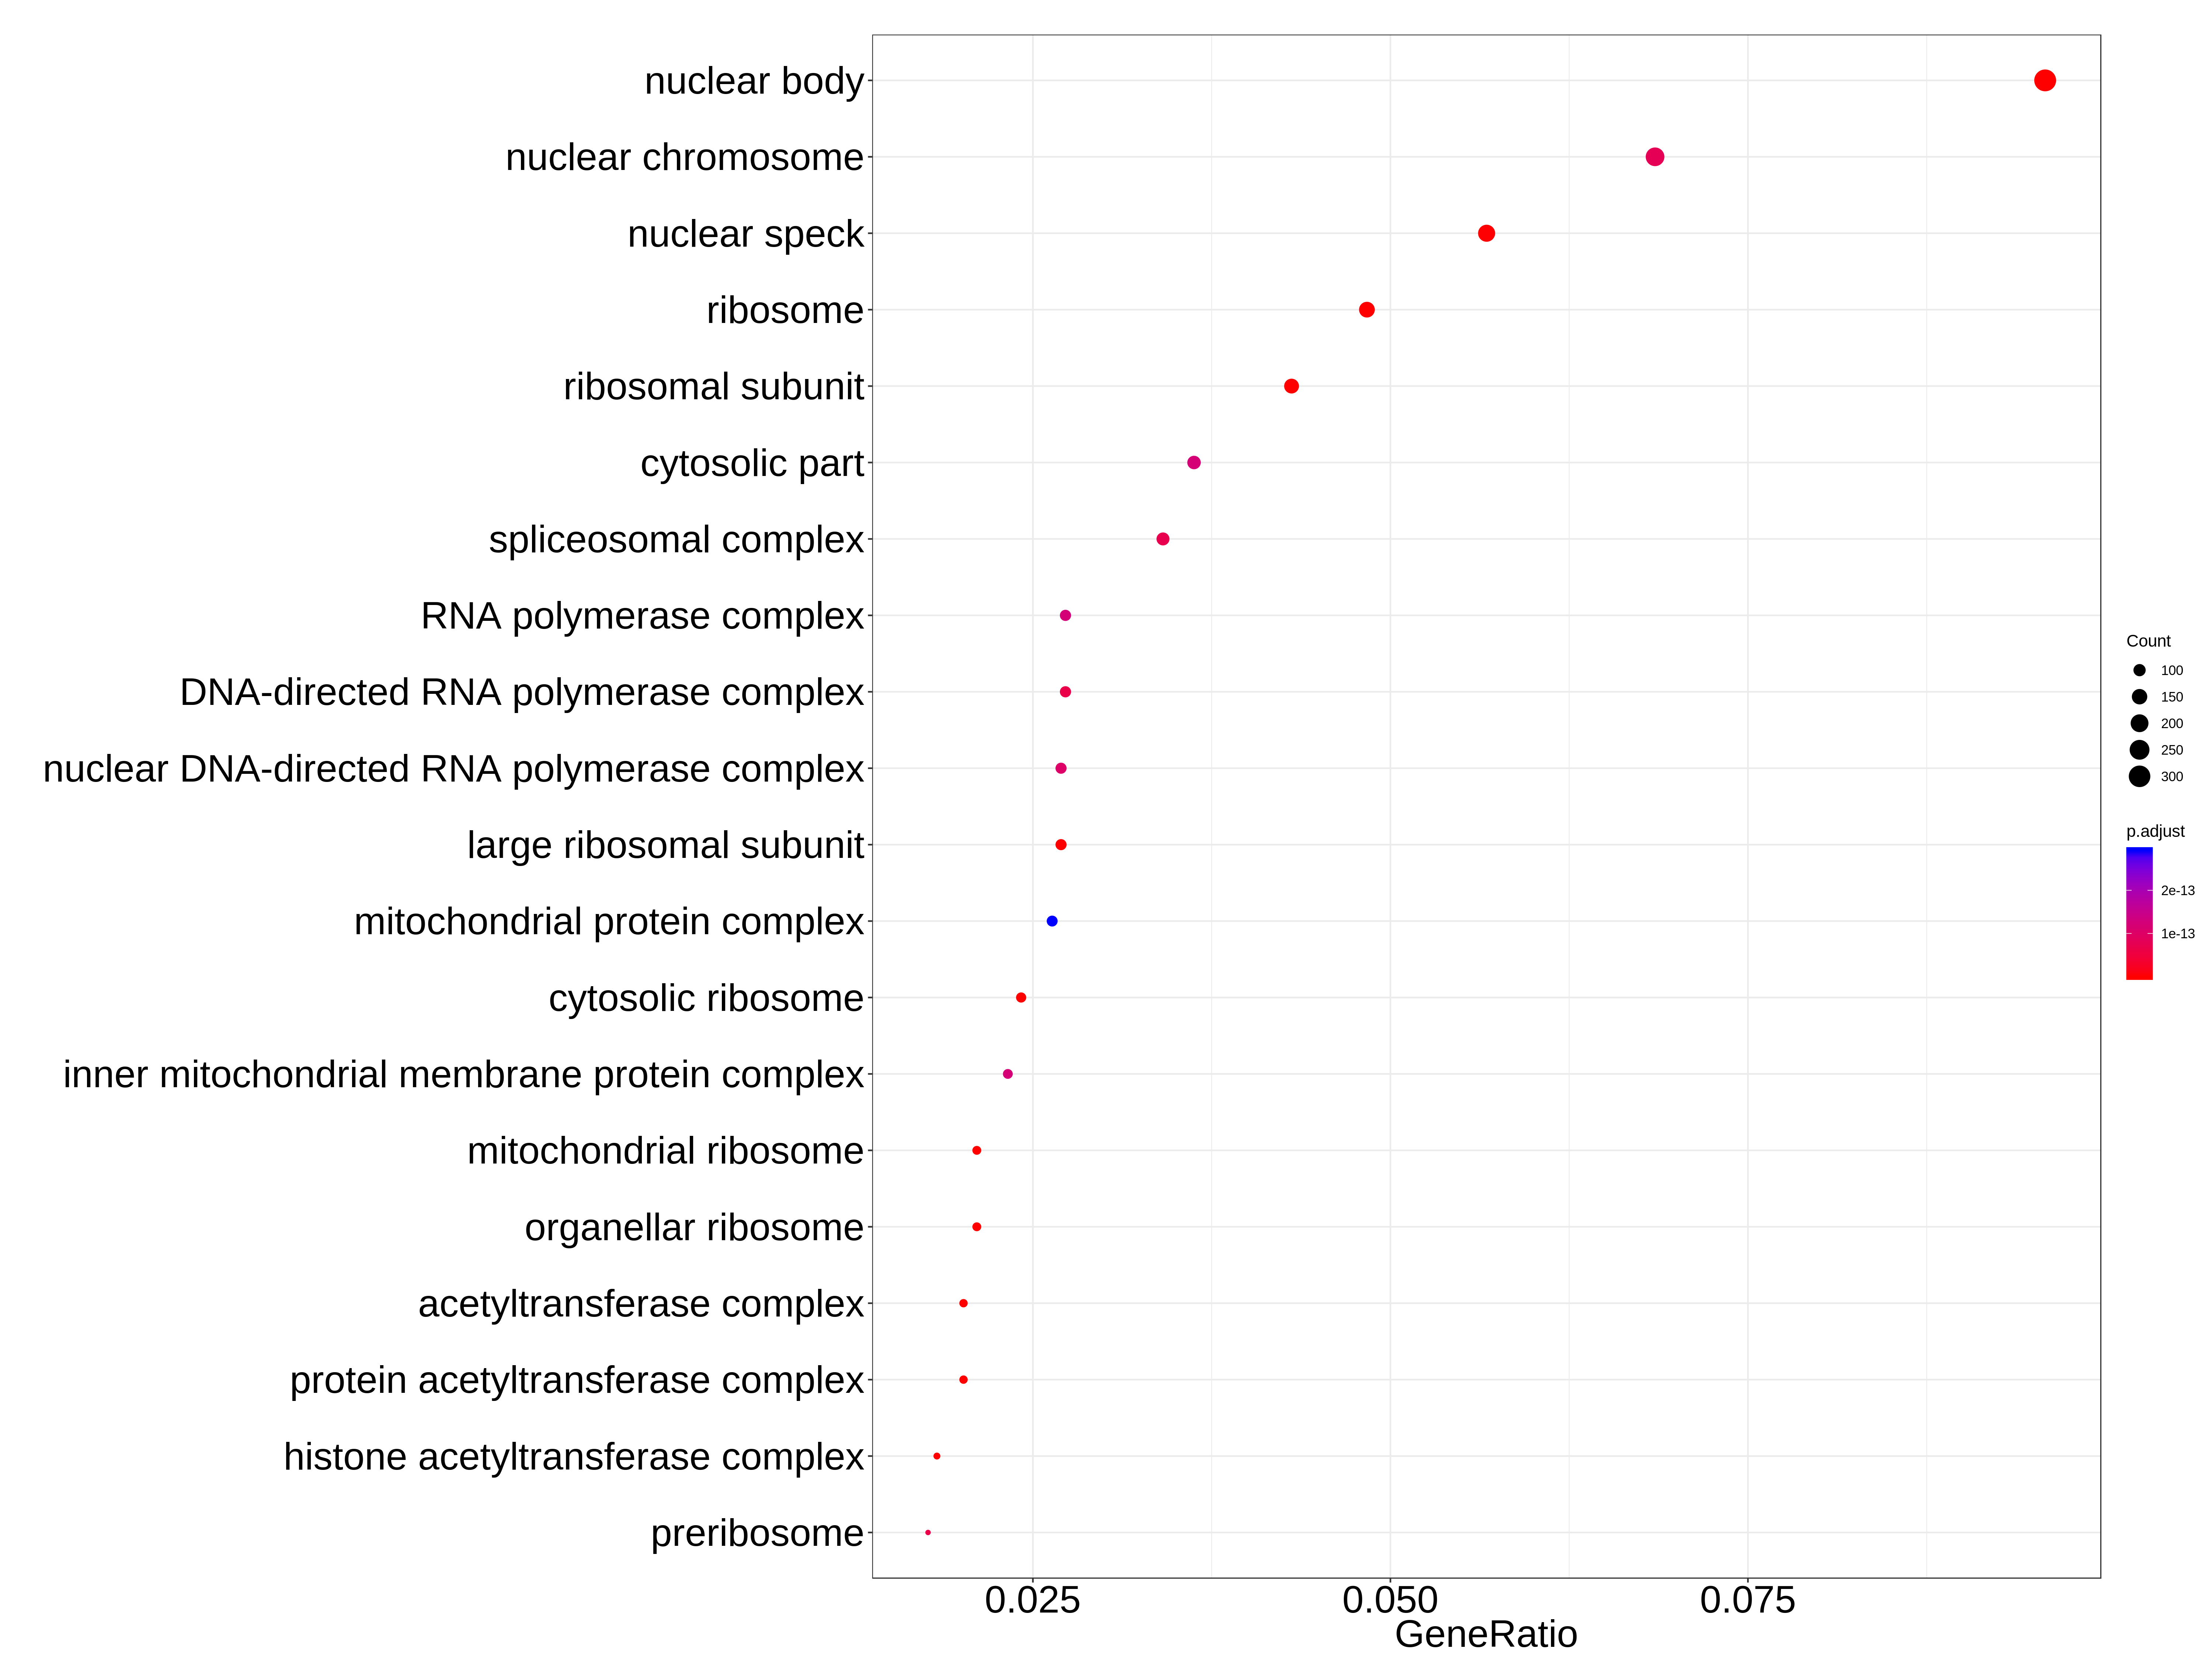 nuclear body
nuclear chromosome
nuclear speck
ribosome
ribosomal subunit
cytosolic part
spliceosomal complex
RNA polymerase complex
DNA-directed RNA polymerase complex
nuclear DNA-directed RNA polymerase complex
large ribosomal subunit
mitochondrial protein complex
cytosolic ribosome
inner mitochondrial membrane protein complex
mitochondrial ribosome
organellar ribosome
acetyltransferase complex
protein acetyltransferase complex
histone acetyltransferase complex
preribosome
0.025 0.050 0.075
GeneRatio
Count
100
150
200
250
300
p.adjust
2e-13
1e-13